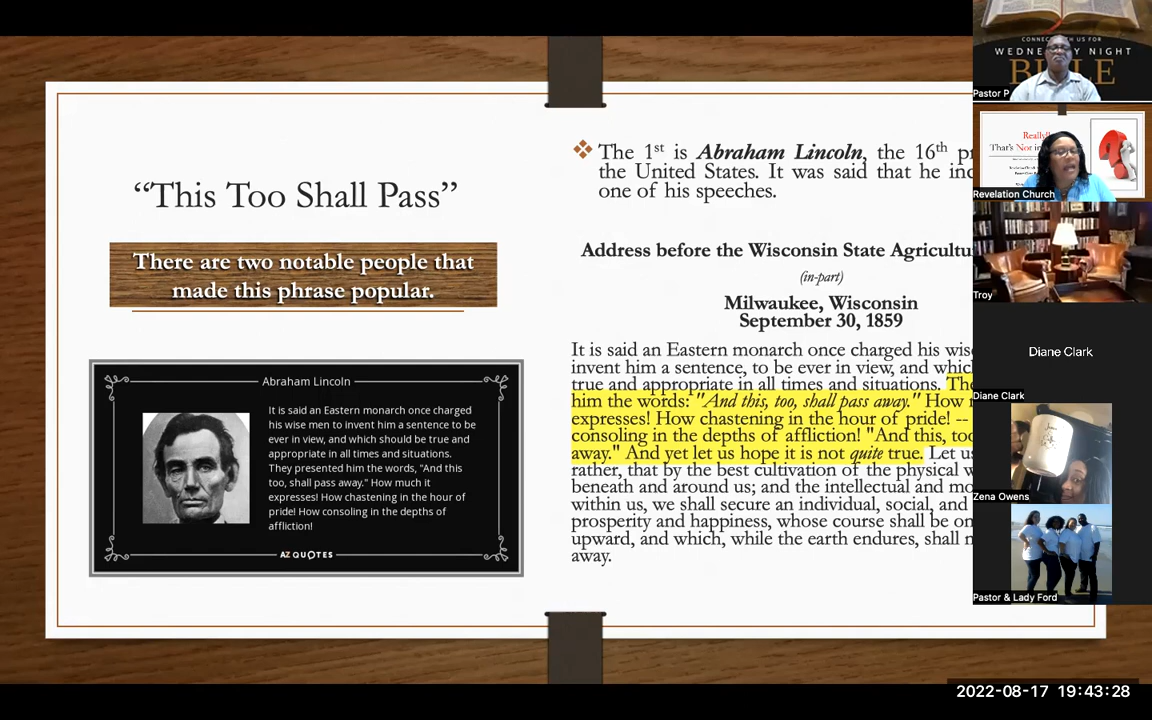 “This Too Shall Pass”
There are two notable people that
made this phrase popular.
Abraham Lincoln
It is said an Eastern monarch once charged
his wise men to invent him a sentence to be
ever in view, and which should be true and
appropriate in all times and situations.
They presented him the words, "And this
too, shall pass away." How much it
expresses! How chastening in the hour of
pride! How consoling in the depths of
affliction!
AZ QUOTES
❖ The 1st is Abraham Lincoln, the 16th
the United States. It was said that he
one of his speeches.
Address before the Wisconsin State
(in-part)
Milwaukee, Wisconsin
September 30, 1859
It is said an Eastern monarch once charged his
invent him a sentence, to be ever in view, and
true and appropriate in all times and situations.
him the words: "And this, too, shall pass away." How
expresses! How chastening in the hour of pride! --
consoling in the depths of affliction! "And this,
away." And yet let us hope it is not quite true. Let
rather, that by the best cultivation of the physical
beneath and around us; and the intellectual and
within us, we shall secure an individual, social, and
prosperity and happiness, whose course shall be
upward, and which, while the earth endures, shall
away.
WEDNESDAY NIGHT
Pastor P
Really
That's Not
Revelation Church
Troy
Diane Clark
Diane Clark
Zena Owens
Pastor & Lady Ford
2022-08-17 19:43:28